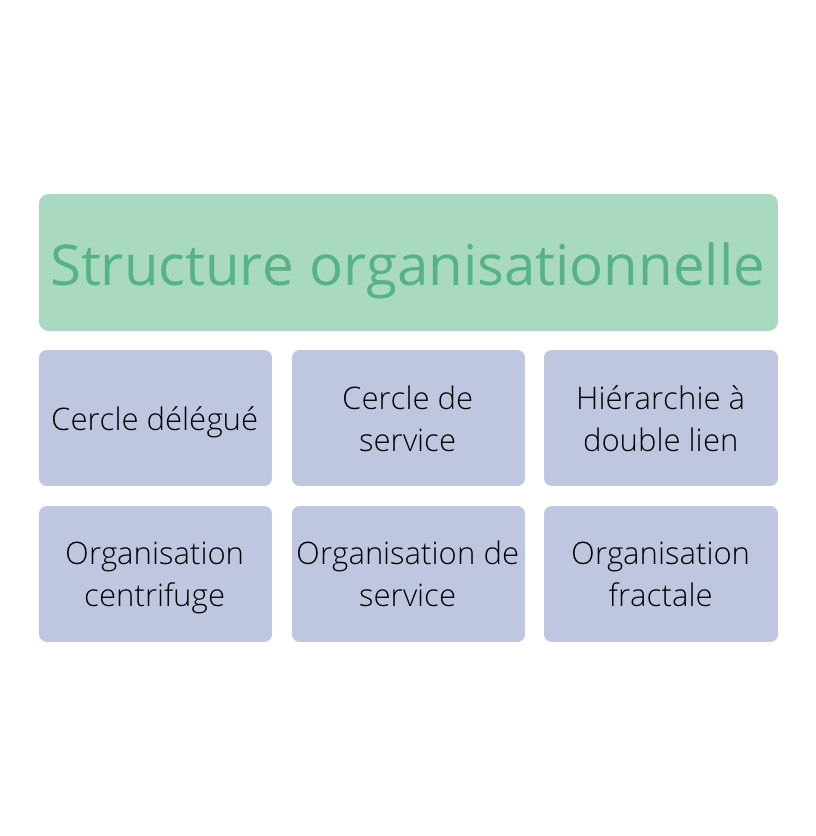 Structure organisationnelle
Cercle délégué
Cercle de
service
Hiérarchie à
double lien
Organisation
centrifuge
Organisation de
service
Organisation
fractale